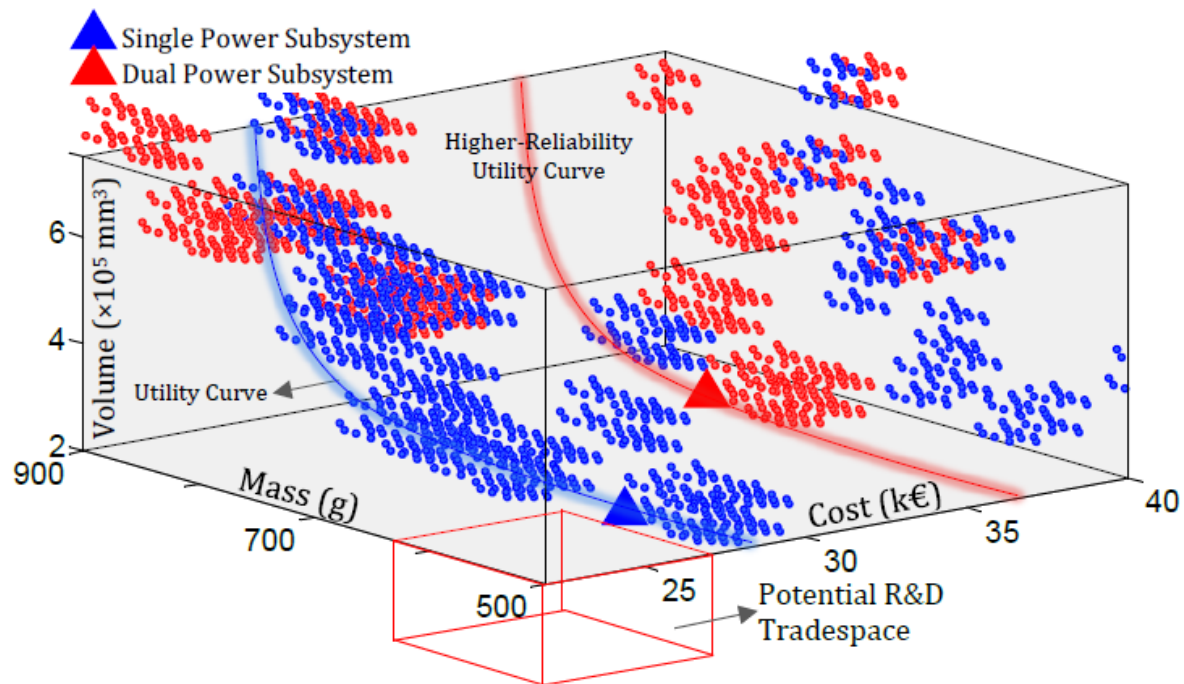 Single Power Subsystem
Dual Power Subsystem
Higher-Reliability
Utility Curve
Volume (×10⁵ mm³)
6
4
2
Utility Curve
900
Mass (g)
700
500
Cost (k€)
25
30
35
40
Potential R&D
Tradespace